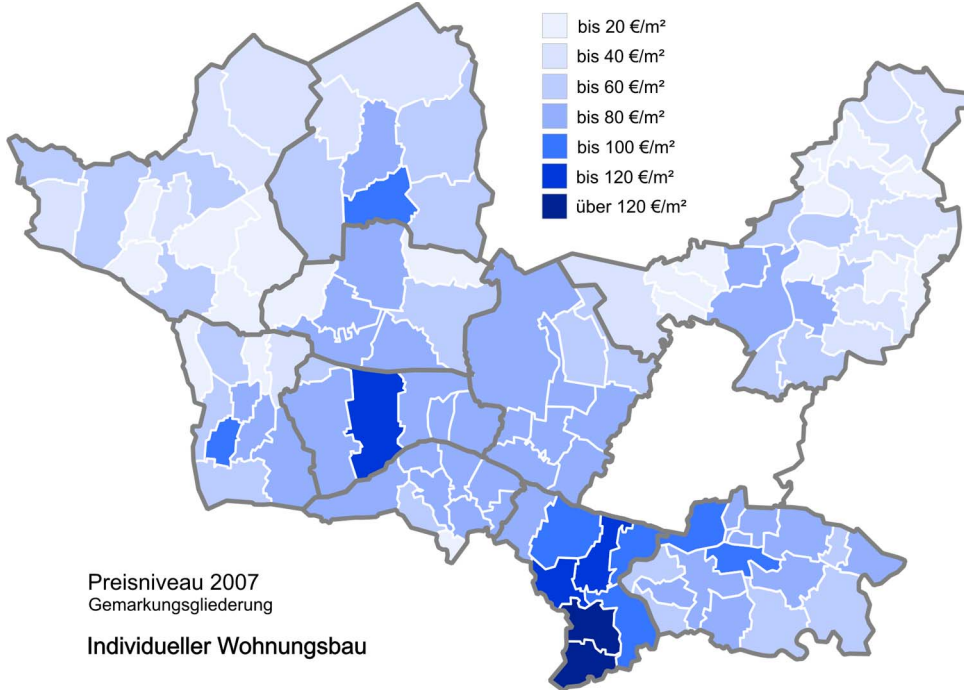 bis 20 €/m²
bis 40 €/m²
bis 60 €/m²
bis 80 €/m²
bis 100 €/m²
bis 120 €/m²
über 120 €/m²
Preisniveau 2007
Gemarkungsgliederung
Individueller Wohnungsbau